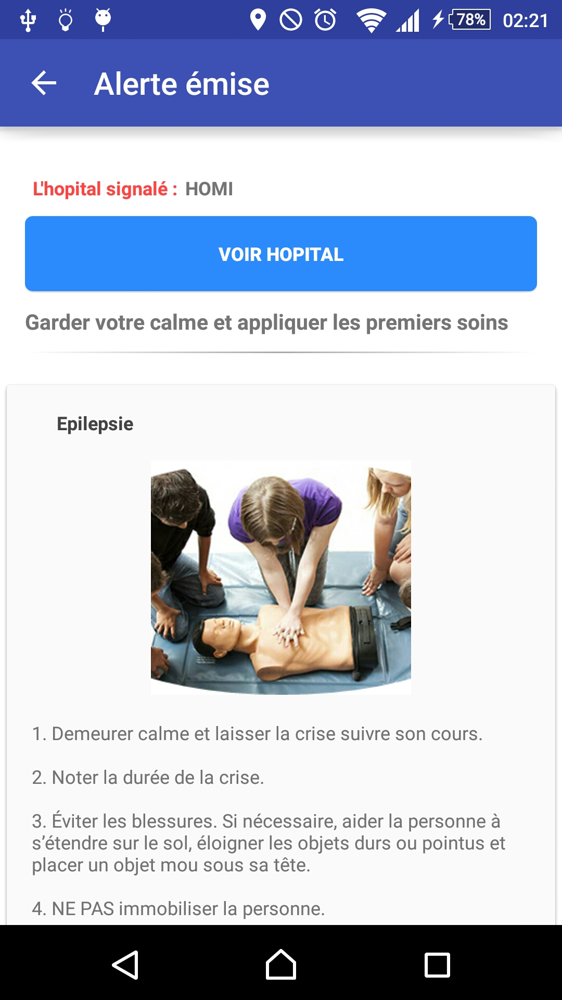 78% 02:21
Alerte émise
L'hopital signalé : HOMI
VOIR HOPITAL
Garder votre calme et appliquer les premiers soins
Epilepsie
1. Demeurer calme et laisser la crise suivre son cours.
2. Noter la durée de la crise.
3. Éviter les blessures. Si nécessaire, aider la personne à
s’étendre sur le sol, éloigner les objets durs ou pointus et
placer un objet mou sous sa tête.
4. NE PAS immobiliser la personne.